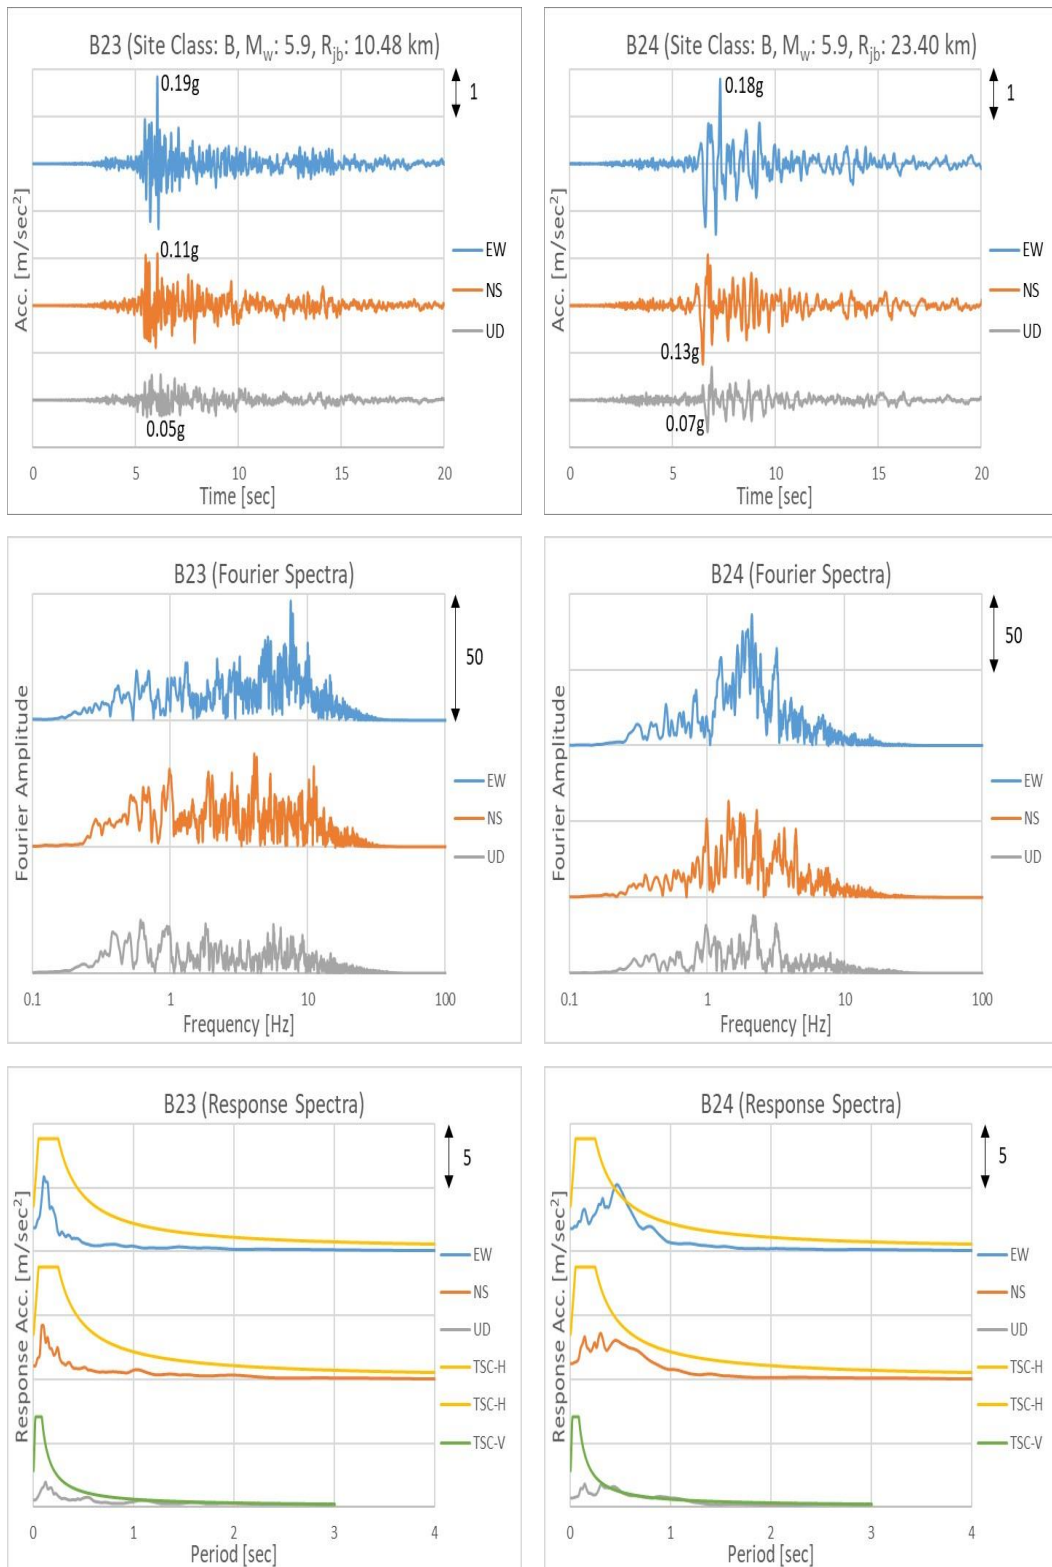 B23 (Site Class: B, Mw: 5.9, Rjb: 10.48 km)
0.19g
1
0.11g
0.05g
Acc. [m/sec²]
EW
NS
UD
0 5 10 15 20
Time [sec]
B24 (Site Class: B, Mw: 5.9, Rjb: 23.40 km)
0.18g
1
0.13g
0.07g
Acc. [m/sec²]
EW
NS
UD
0 5 10 15 20
Time [sec]
B23 (Fourier Spectra)
50
Fourier Amplitude
EW
NS
UD
0.1 1 10 100
Frequency [Hz]
B24 (Fourier Spectra)
50
Fourier Amplitude
EW
NS
UD
0.1 1 10 100
Frequency [Hz]
B23 (Response Spectra)
5
Response Acc. [m/sec²]
EW
NS
UD
TSC-H
TSC-H
TSC-V
0 1 2 3 4
Period [sec]
B24 (Response Spectra)
5
Response Acc. [m/sec²]
EW
NS
UD
TSC-H
TSC-H
TSC-V
0 1 2 3 4
Period [sec]